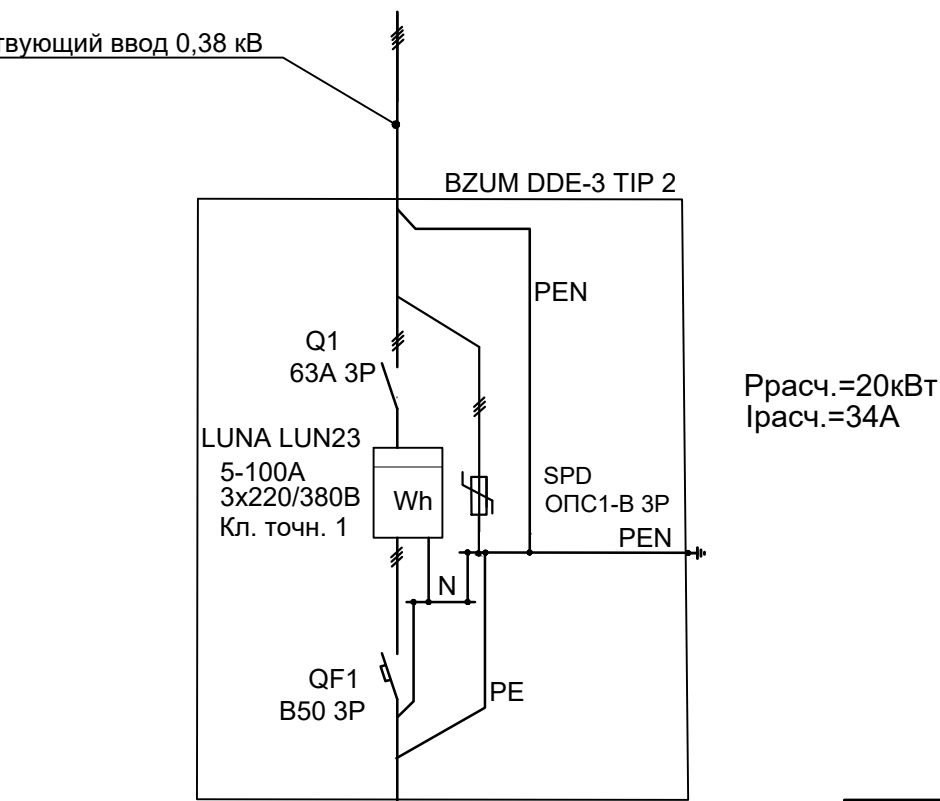 ввод 0,38 кВ
BZUM DDE-3 TIP 2
PEN
Q1
63A 3P
LUNA LUN23
5-100A
3x220/380В
Кл. точн. 1
Wh
SPD
ОПС1-В 3Р
PEN
N
QF1
B50 3P
PE
Ррасч.=20кВт
Iрасч.=34А